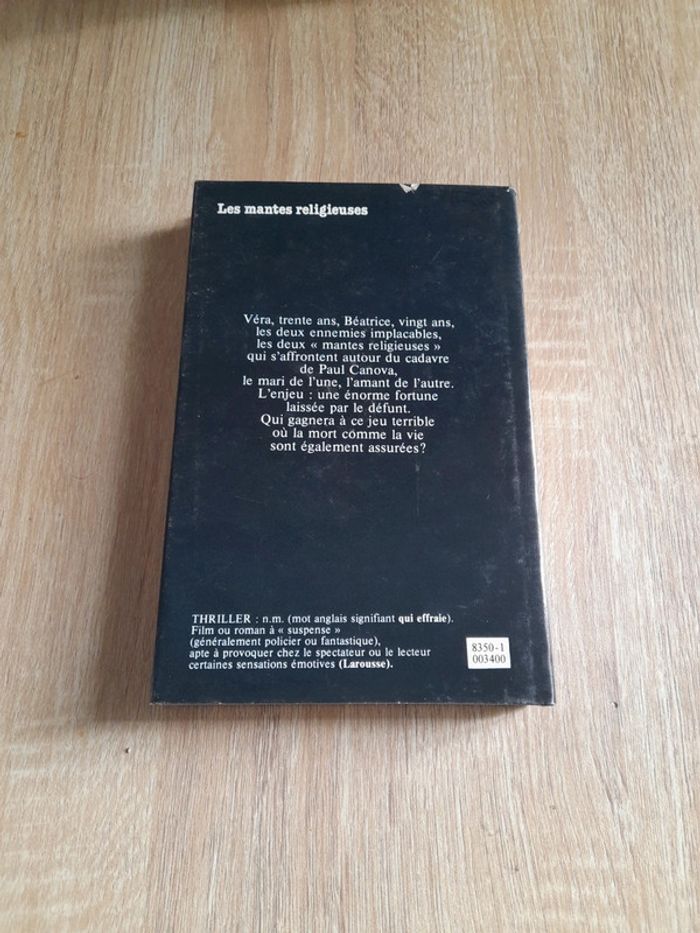 Les mantes religieuses
Véra, trente ans, Béatrice, vingt ans,
les deux ennemies implacables,
les deux « mantes religieuses »
qui s'affrontent autour du cadavre
de Paul Canova,
le mari de l'une, l'amant de l'autre.
L'enjeu : une énorme fortune
laissée par le défunt.
Qui gagnera à ce jeu terrible
où la mort comme la vie
sont également assurées?
THRILLER : n.m. (mot anglais signifiant qui effraie).
Film ou roman à « suspense »
(généralement policier ou fantastique),
apte à provoquer chez le spectateur ou le lecteur
certaines sensations émotives (Larousse).
8350-1
003400